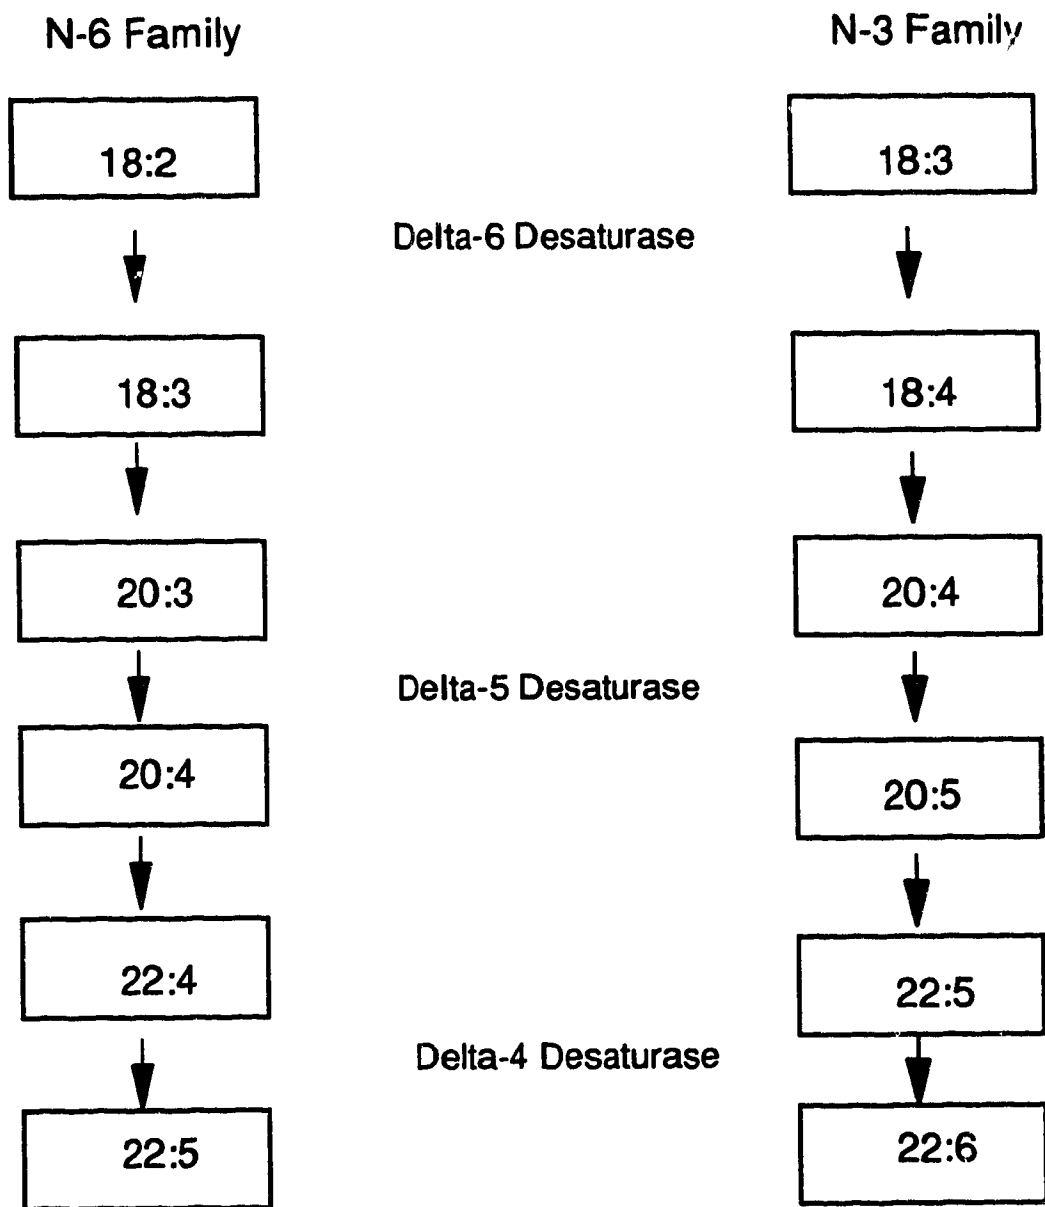 N-6 Family
N-3 Family
18:2
18:3
Delta-6 Desaturase
18:3
18:4
20:3
20:4
Delta-5 Desaturase
20:4
20:5
22:4
22:5
Delta-4 Desaturase
22:5
22:6